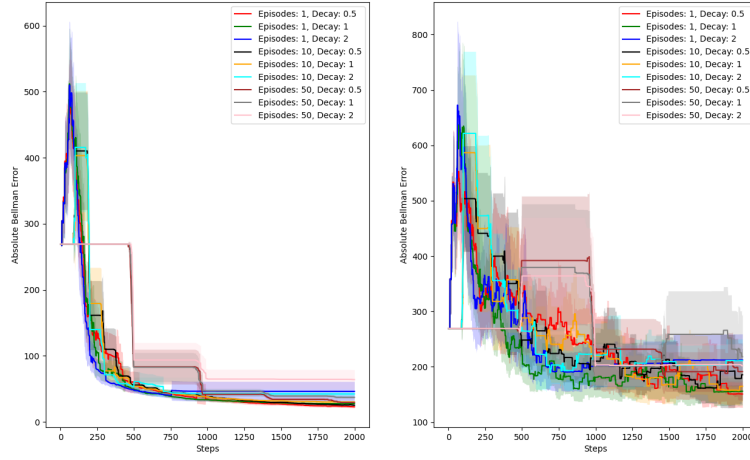 Episodes: 1, Decay: 0.5
Episodes: 1, Decay: 1
Episodes: 1, Decay: 2
Episodes: 10, Decay: 0.5
Episodes: 10, Decay: 1
Episodes: 10, Decay: 2
Episodes: 50, Decay: 0.5
Episodes: 50, Decay: 1
Episodes: 50, Decay: 2
Absolute Bellman Error
600
500
400
300
200
100
0
0 250 500 750 1000 1250 1500 1750 2000
Steps
Episodes: 1, Decay: 0.5
Episodes: 1, Decay: 1
Episodes: 1, Decay: 2
Episodes: 10, Decay: 0.5
Episodes: 10, Decay: 1
Episodes: 10, Decay: 2
Episodes: 50, Decay: 0.5
Episodes: 50, Decay: 1
Episodes: 50, Decay: 2
Absolute Bellman Error
800
700
600
500
400
300
200
100
0 250 500 750 1000 1250 1500 1750 2000
Steps